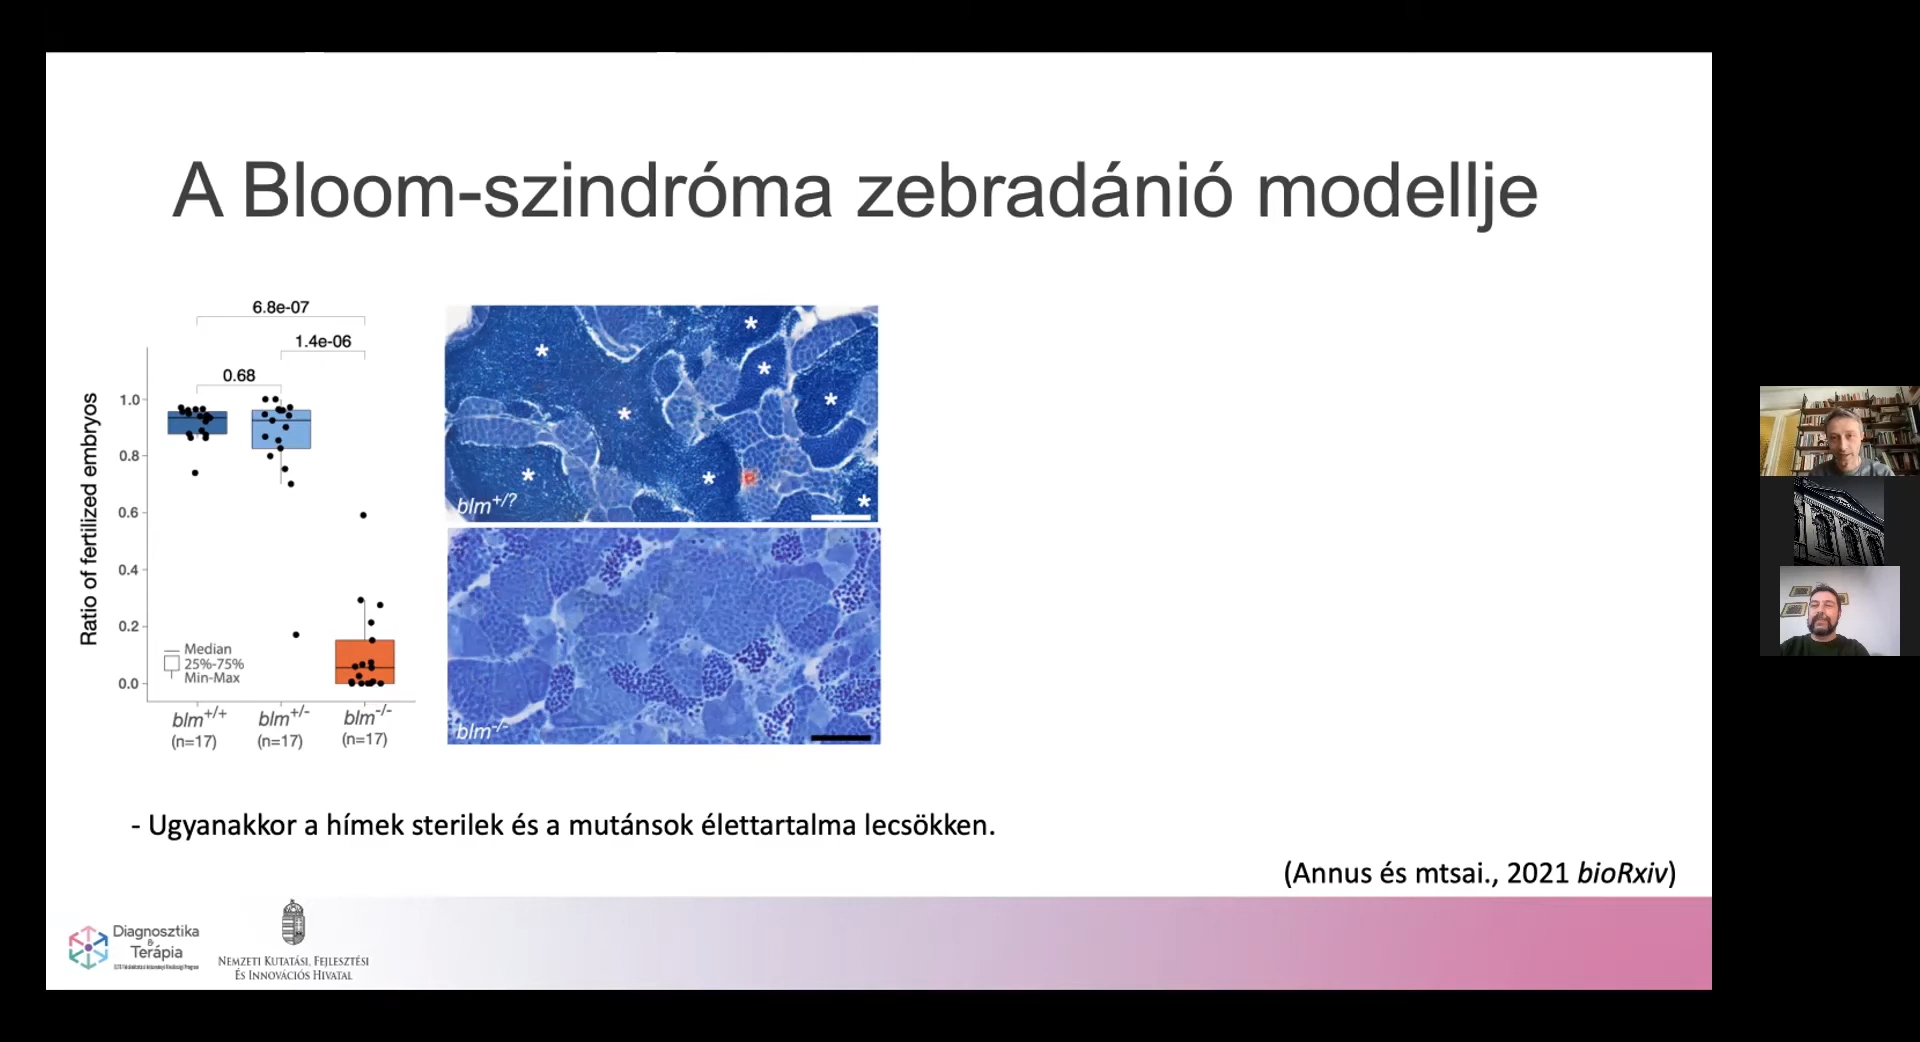 A Bloom-szindróma zebradánió modellje
6.8e-07
1.4e-06
0.68
Ratio of fertilized embryos
1.0
0.8
0.6
0.4
0.2
0.0
Median
25%-75%
Min-Max
blm+/+
(n=17)
blm+/-
(n=17)
blm-/-
(n=17)
* * * * * * * *
blm+/?
blm-/-
- Ugyanakkor a hímek sterilek és a mutánsok élettartalma lecsökken.
(Annus és mtsai., 2021 bioRxiv)
Diagnosztika
&
Terápia
NEMZETI KUTATÁSI, FEJLESZTÉSI
ÉS INNOVÁCIÓS HIVATAL